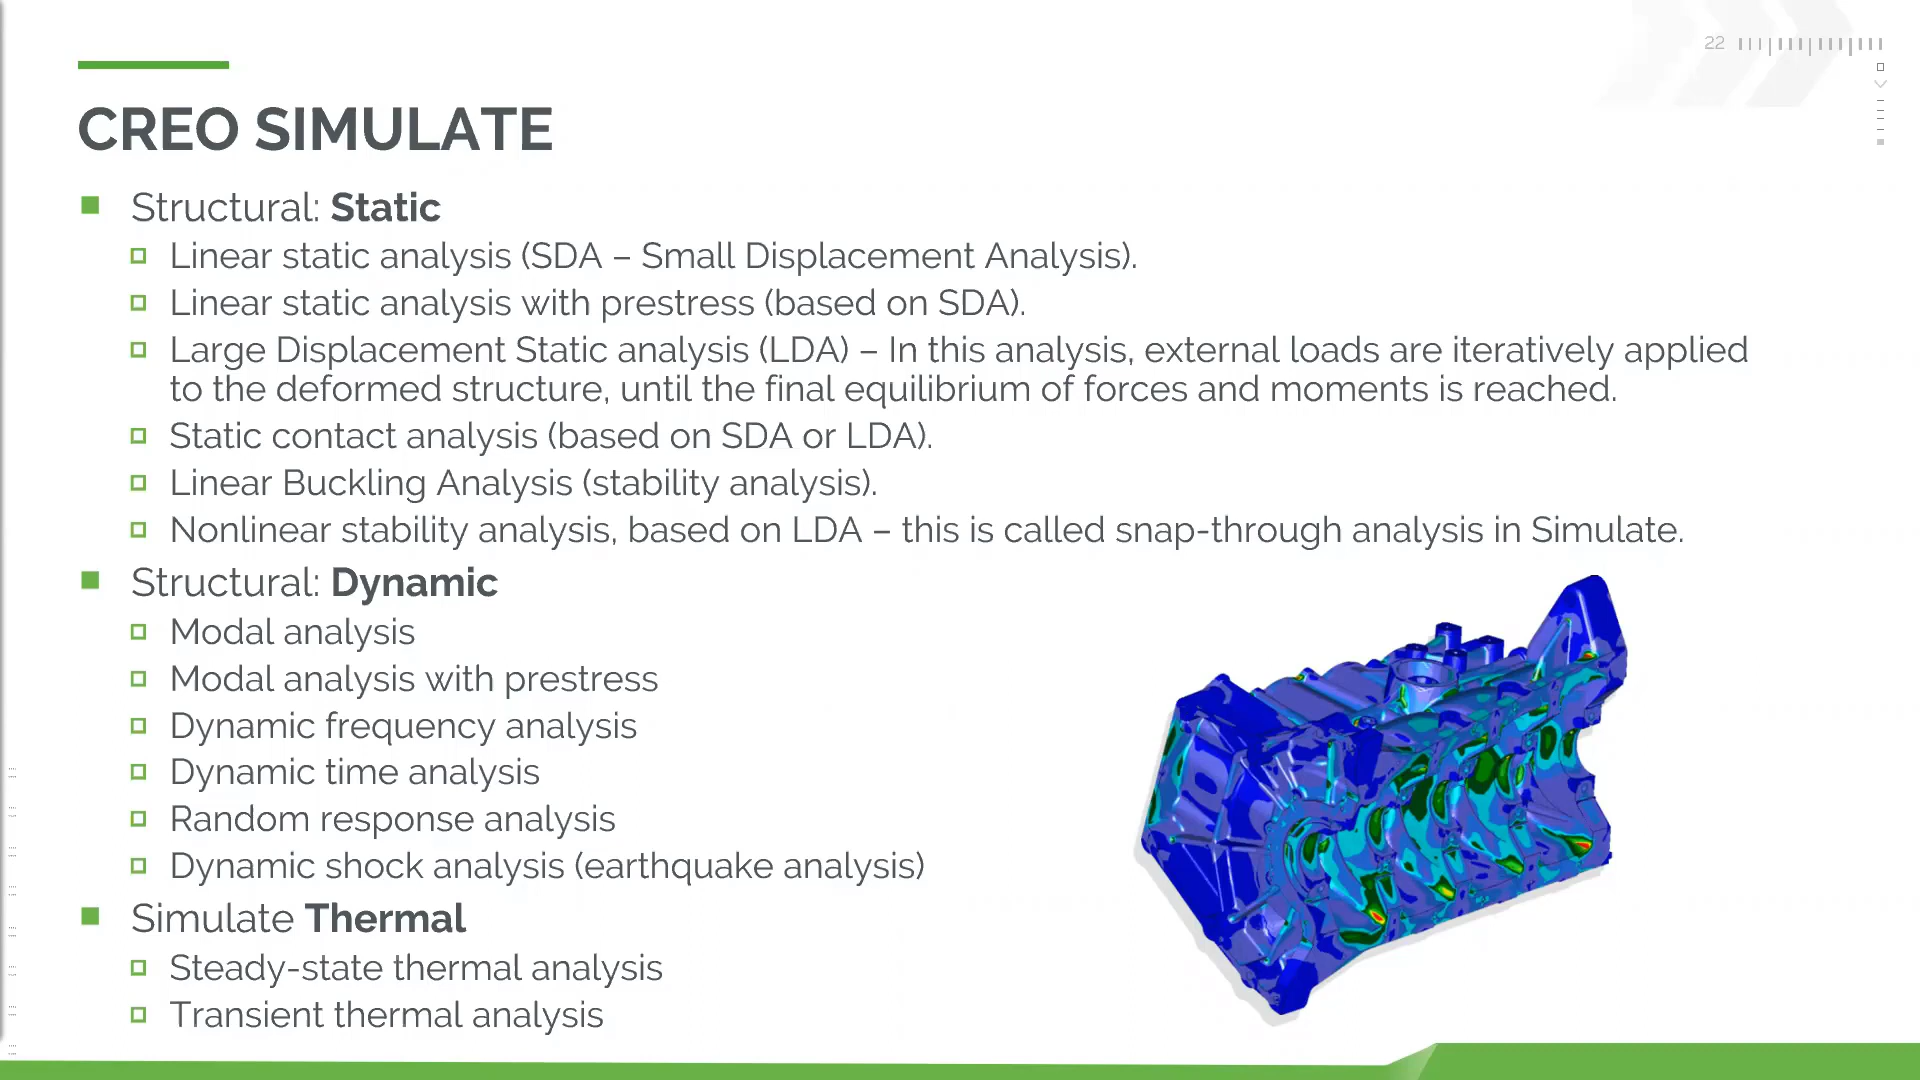 22
CREO SIMULATE
Structural: Static
Linear static analysis (SDA – Small Displacement Analysis).
Linear static analysis with prestress (based on SDA).
Large Displacement Static analysis (LDA) – In this analysis, external loads are iteratively applied
to the deformed structure, until the final equilibrium of forces and moments is reached.
Static contact analysis (based on SDA or LDA).
Linear Buckling Analysis (stability analysis).
Nonlinear stability analysis, based on LDA – this is called snap-through analysis in Simulate.
Structural: Dynamic
Modal analysis
Modal analysis with prestress
Dynamic frequency analysis
Dynamic time analysis
Random response analysis
Dynamic shock analysis (earthquake analysis)
Simulate Thermal
Steady-state thermal analysis
Transient thermal analysis